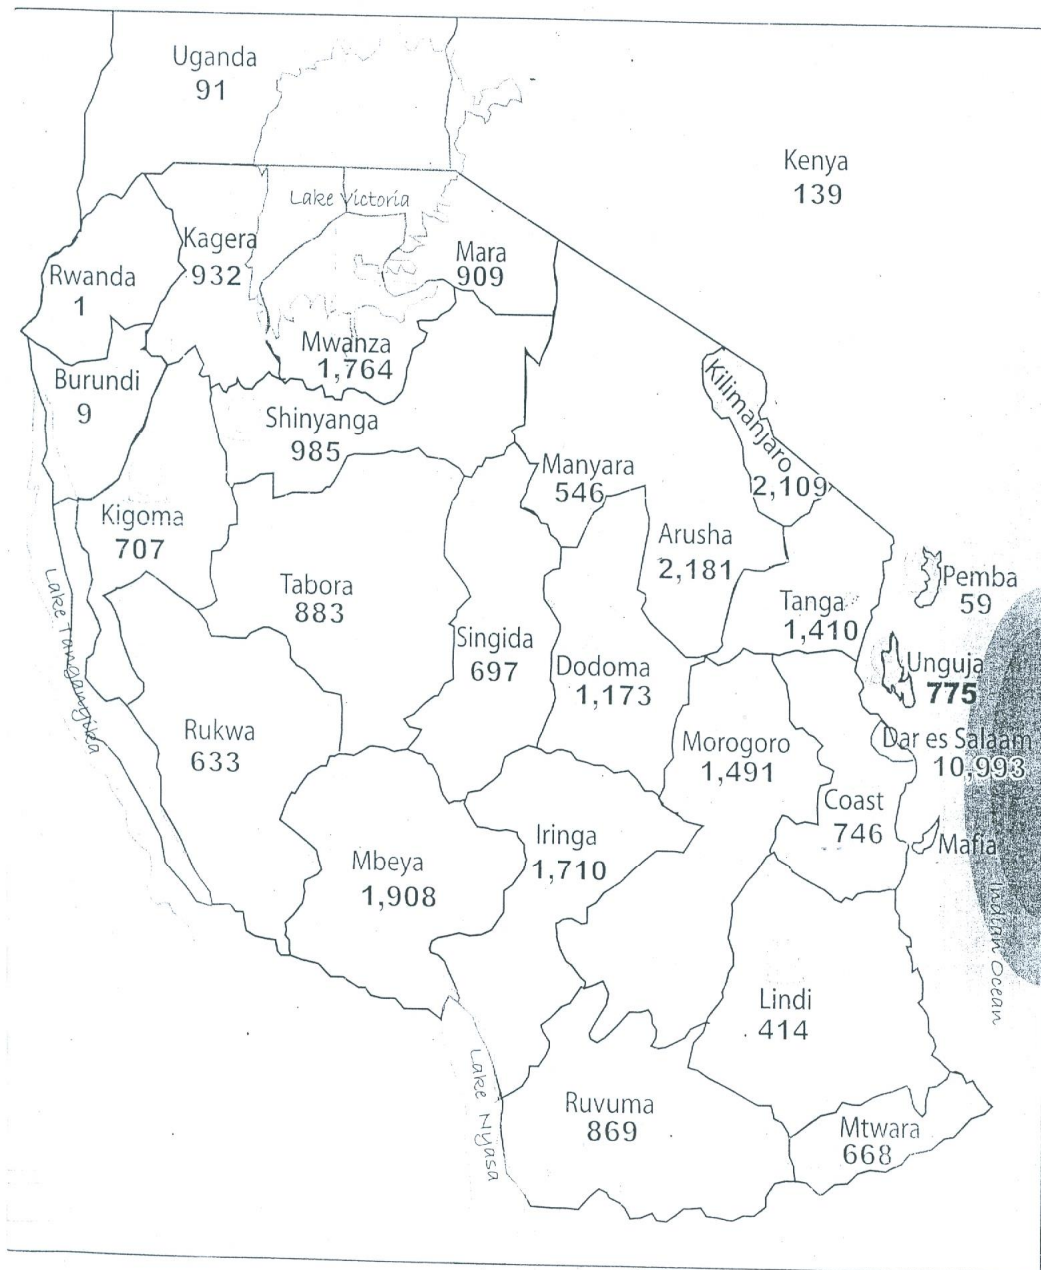 Uganda
91
Kenya
139
Lake Victoria
Kagera
932
Mara
909
Rwanda
1
Mwanza
1,764
Burundi
9
Kilimanjaro
2,109
Shinyanga
985
Manyara
546
Kigoma
707
Arusha
2,181
Tabora
883
Pemba
59
Tanga
1,410
Lake Tanganyika
Singida
697
Dodoma
1,173
Unguja
775
Rukwa
633
Morogoro
1,491
Dar es Salaam
10,993
Coast
746
Iringa
1,710
Mafia
Mbeya
1,908
Indian Ocean
Lindi
414
Lake Nyasa
Ruvuma
869
Mtwara
668